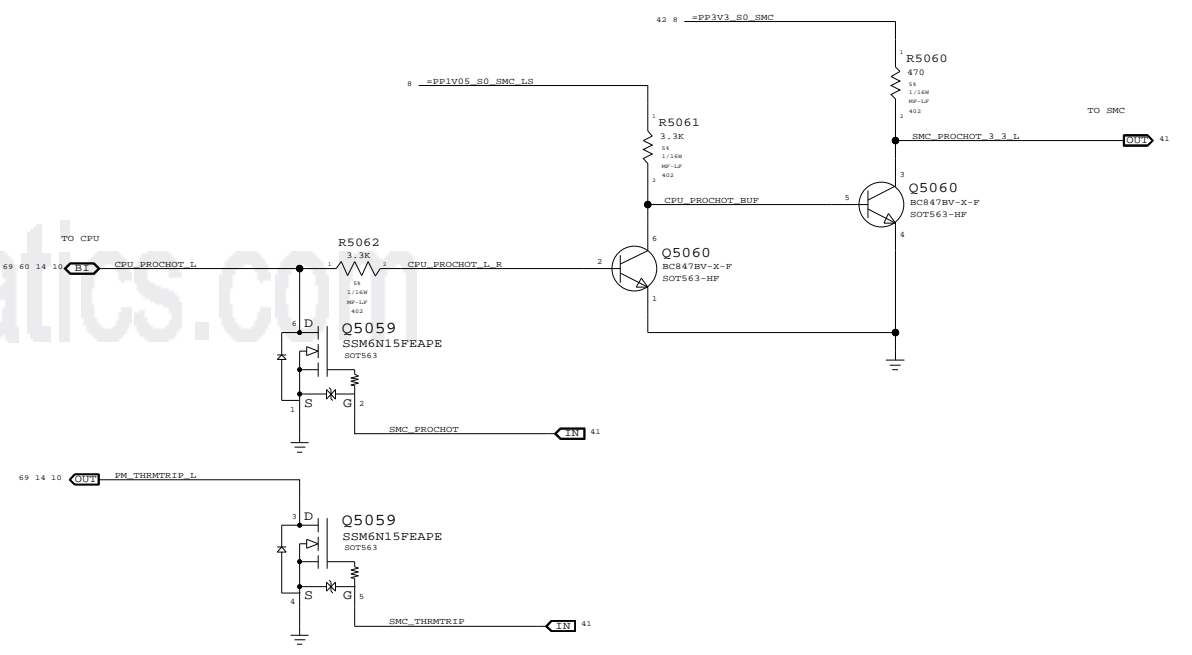 42 8 =PP3V3_S0_SMC
1
R5060
470
5%
1/16W
MF-LF
402
2
8 =PP1V05_S0_SMC_LS
1
R5061
3.3K
5%
1/16W
MF-LF
402
2
TO SMC
SMC_PROCHOT_3_3_L
OUT 41
3
Q5060
BC847BV-X-F
SOT563-HF
5
4
CPU_PROCHOT_BUF
6
Q5060
BC847BV-X-F
SOT563-HF
2
1
TO CPU
69 60 14 10 BI CPU_PROCHOT_L
R5062
3.3K
1 2
5%
1/16W
MF-LF
402
CPU_PROCHOT_L_R
atics.com
6 D
Q5059
SSM6N15FEAPE
SOT563
1 S G 2
SMC_PROCHOT
IN 41
69 14 10 OUT PM_THRMTRIP_L
3 D
Q5059
SSM6N15FEAPE
SOT563
4 S G 5
SMC_THRMTRIP
IN 41